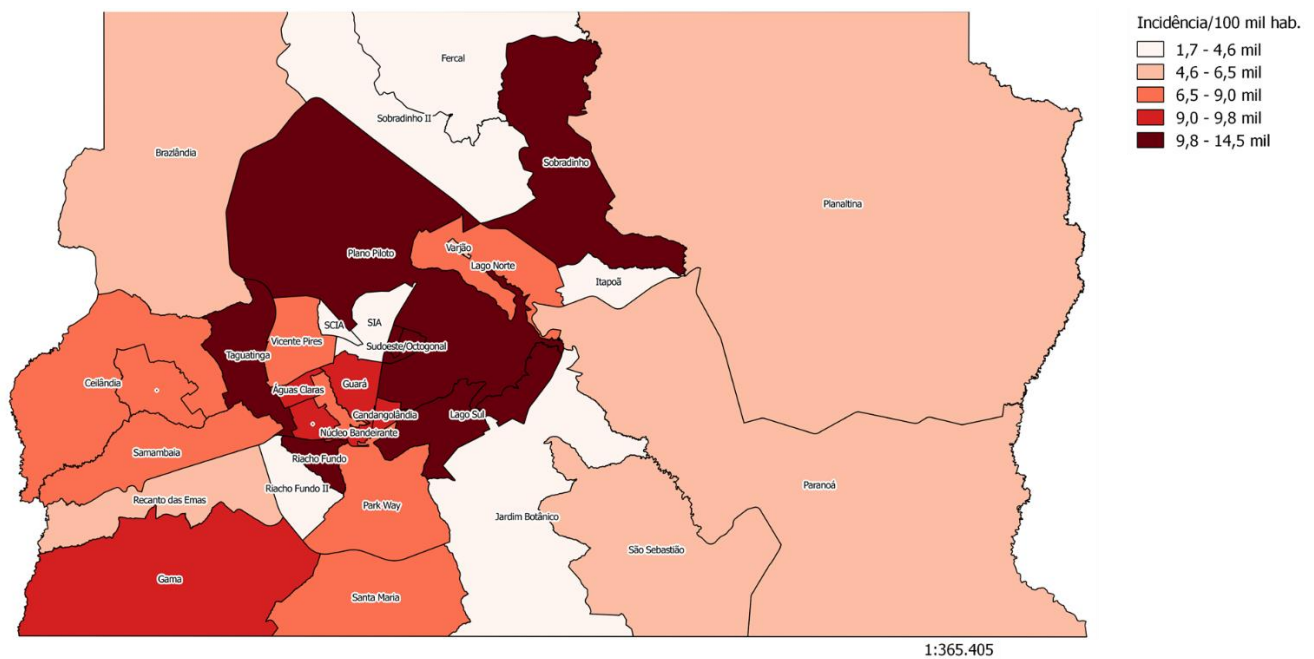 Incidência/100 mil hab.
1,7 - 4,6 mil
4,6 - 6,5 mil
6,5 - 9,0 mil
9,0 - 9,8 mil
9,8 - 14,5 mil
Fercal
Sobradinho II
Brazlândia
Sobradinho
Planaltina
Plano Piloto
Varjão
Lago Norte
Itapoã
SCIA
SIA
Vicente Pires
Sudoeste/Octogonal
Taguatinga
Ceilândia
Águas Claras
Guará
Candangolândia
Lago Sul
Núcleo Bandeirante
Samambaia
Riacho Fundo
Riacho Fundo II
Recanto das Emas
Park Way
Jardim Botânico
Paranoá
São Sebastião
Gama
Santa Maria
1:365.405